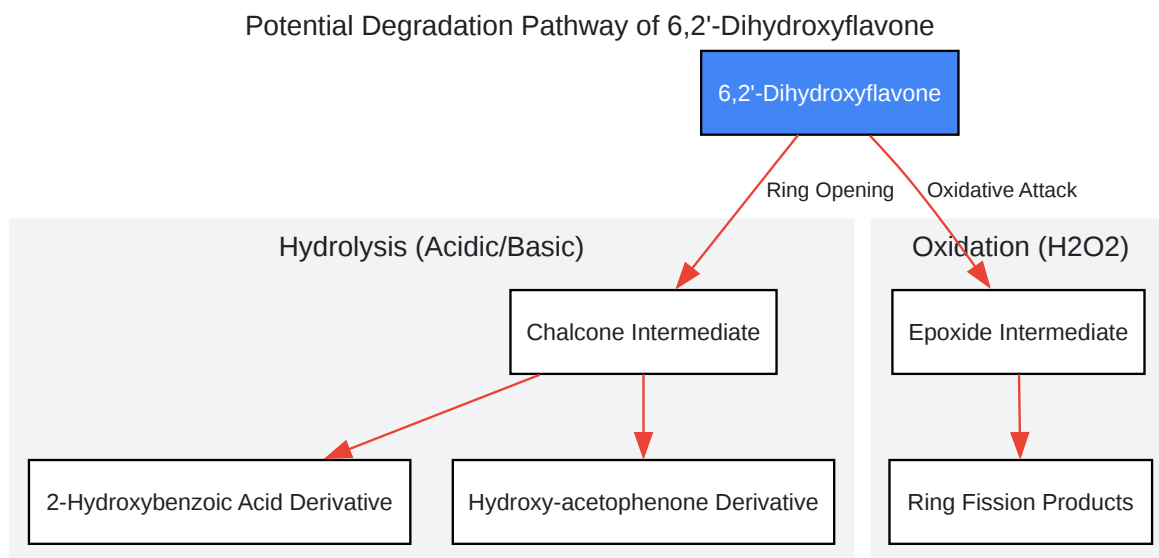 Potential Degradation Pathway of 6,2'-Dihydroxyflavone
6,2'-Dihydroxyflavone
Ring Opening
Oxidative Attack
Hydrolysis (Acidic/Basic)
Oxidation (H2O2)
Chalcone Intermediate
Epoxide Intermediate
2-Hydroxybenzoic Acid Derivative
Hydroxy-acetophenone Derivative
Ring Fission Products